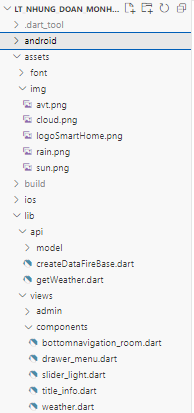 LT NHUNG DOAN MONH...
.dart_tool
android
assets
font
img
avt.png
cloud.png
logoSmartHome.png
rain.png
sun.png
build
ios
lib
api
model
createDataFireBase.dart
getWeather.dart
views
admin
components
bottomnavigation_room.dart
drawer_menu.dart
slider_light.dart
title_info.dart
weather.dart